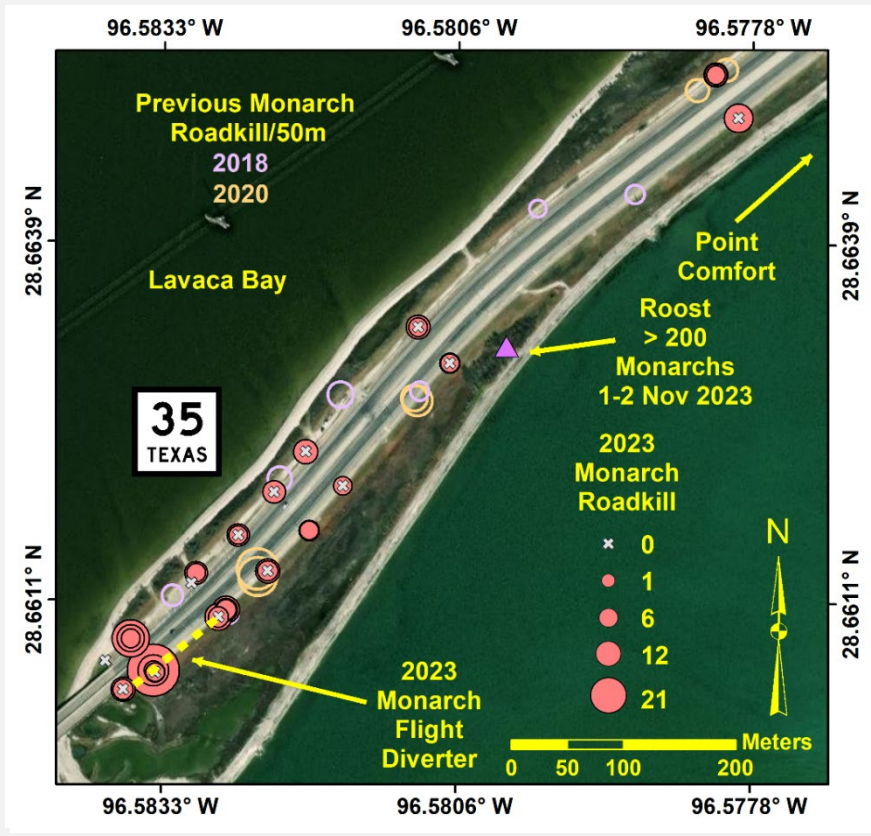 96.5833° W
96.5806° W
96.5778° W
Previous Monarch
Roadkill/50m
2018
2020
28.6639° N
28.6639° N
Lavaca Bay
Point
Comfort
Roost
> 200
Monarchs
1-2 Nov 2023
35
TEXAS
2023
Monarch
Roadkill
0
1
6
12
21
N
28.6611° N
28.6611° N
2023
Monarch
Flight
Diverter
Meters
0
50
100
200
96.5833° W
96.5806° W
96.5778° W